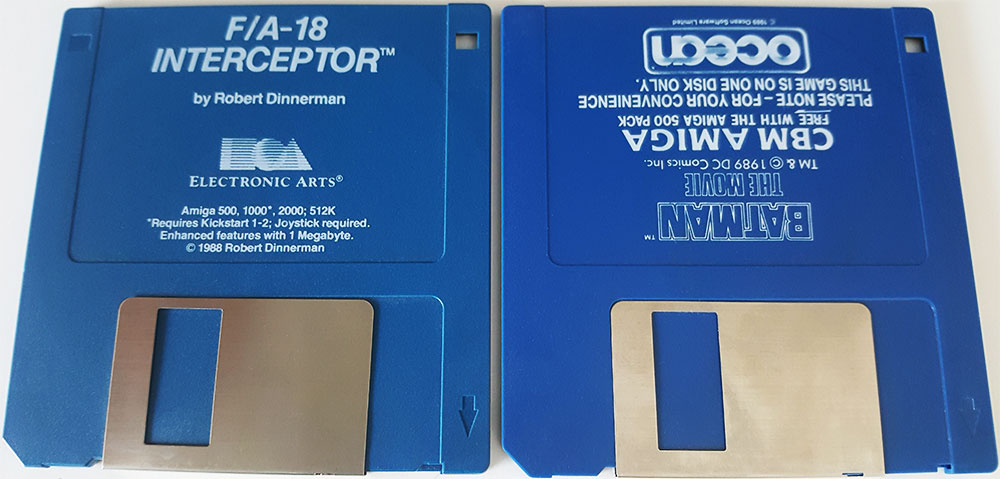 F/A-18
INTERCEPTOR™
by Robert Dinnerman
ELECTRONIC ARTS®
Amiga 500, 1000*, 2000; 512K
*Requires Kickstart 1-2; Joystick required.
Enhanced features with 1 Megabyte.
© 1988 Robert Dinnerman
BATMAN™
THE MOVIE
TM & © 1989 DC Comics Inc.
CBM AMIGA
FREE WITH THE AMIGA 500 PACK
PLEASE NOTE – FOR YOUR CONVENIENCE
THIS GAME IS ON ONE DISK ONLY.
ocean
© 1989 Ocean Software Limited